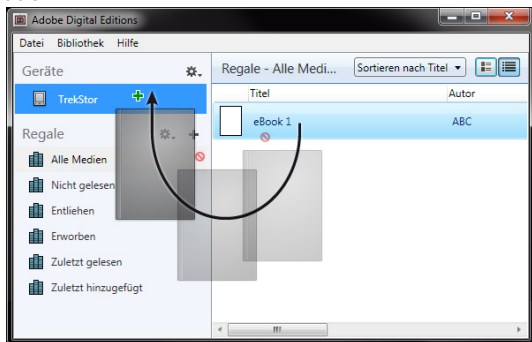 Adobe Digital Editions
Datei Bibliothek Hilfe
Geräte
TrekStor
Regale
Alle Medien
Nicht gelesen
Entliehen
Erworben
Zuletzt gelesen
Zuletzt hinzugefügt
Regale - Alle Medi... Sortieren nach Titel
Titel Autor
eBook 1 ABC